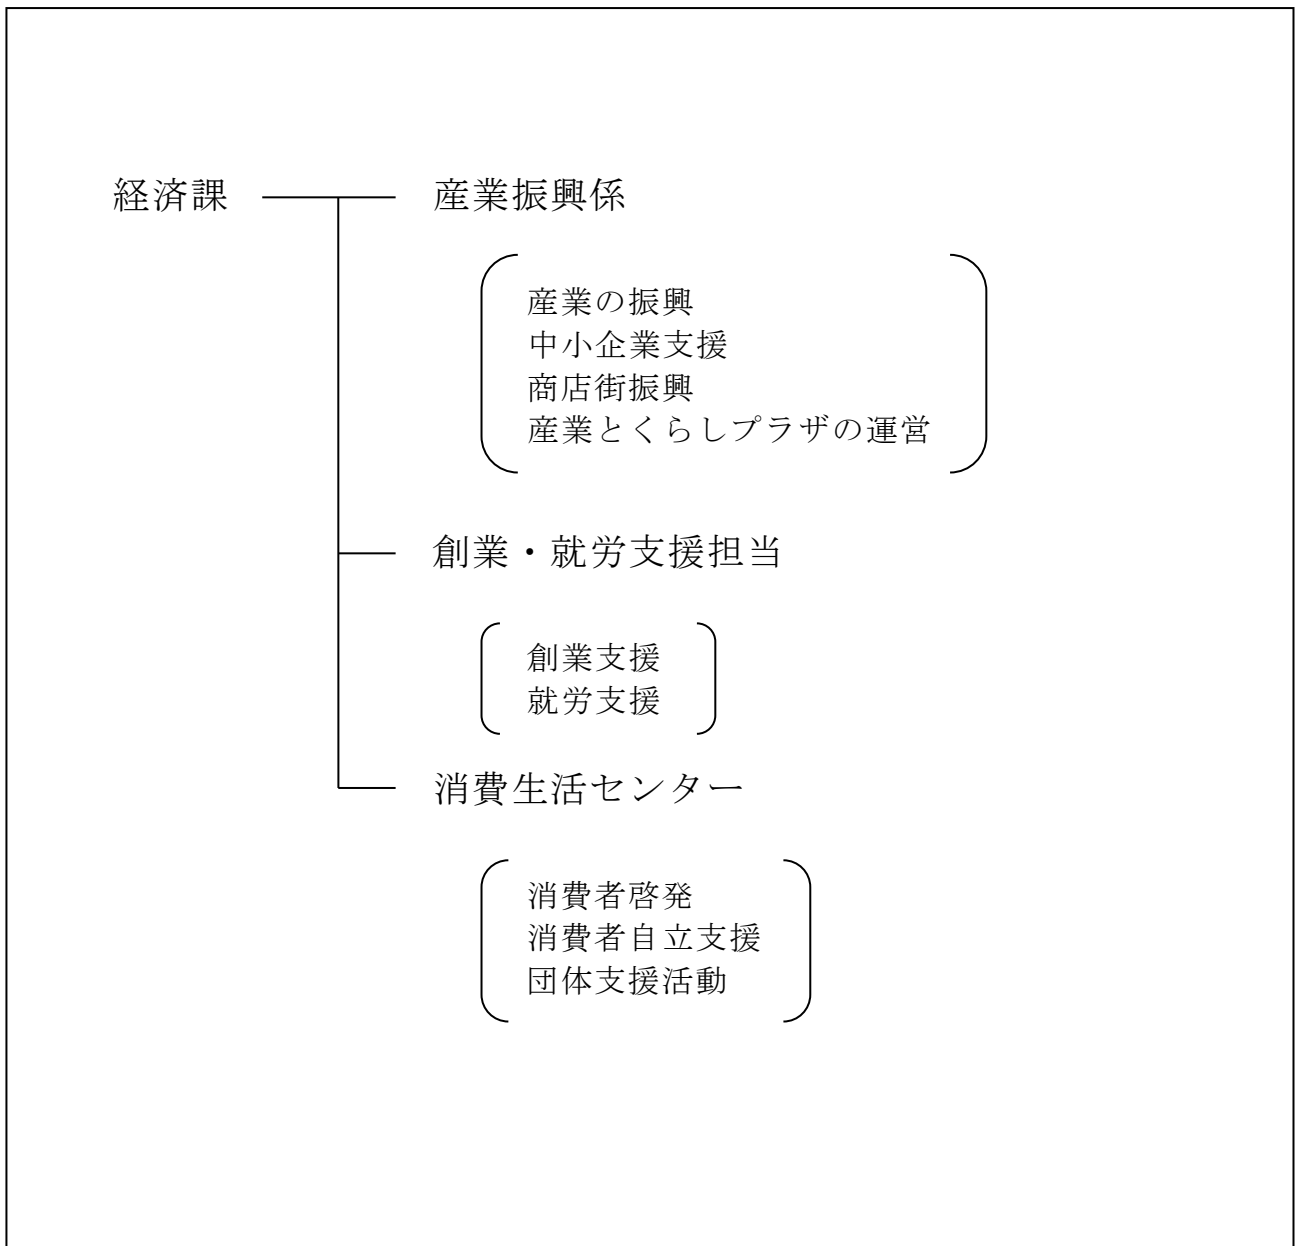 経済課
産業振興係
産業の振興
中小企業支援
商店街振興
産業とくらしプラザの運営
創業・就労支援担当
創業支援
就労支援
消費生活センター
消費者啓発
消費者自立支援
団体支援活動